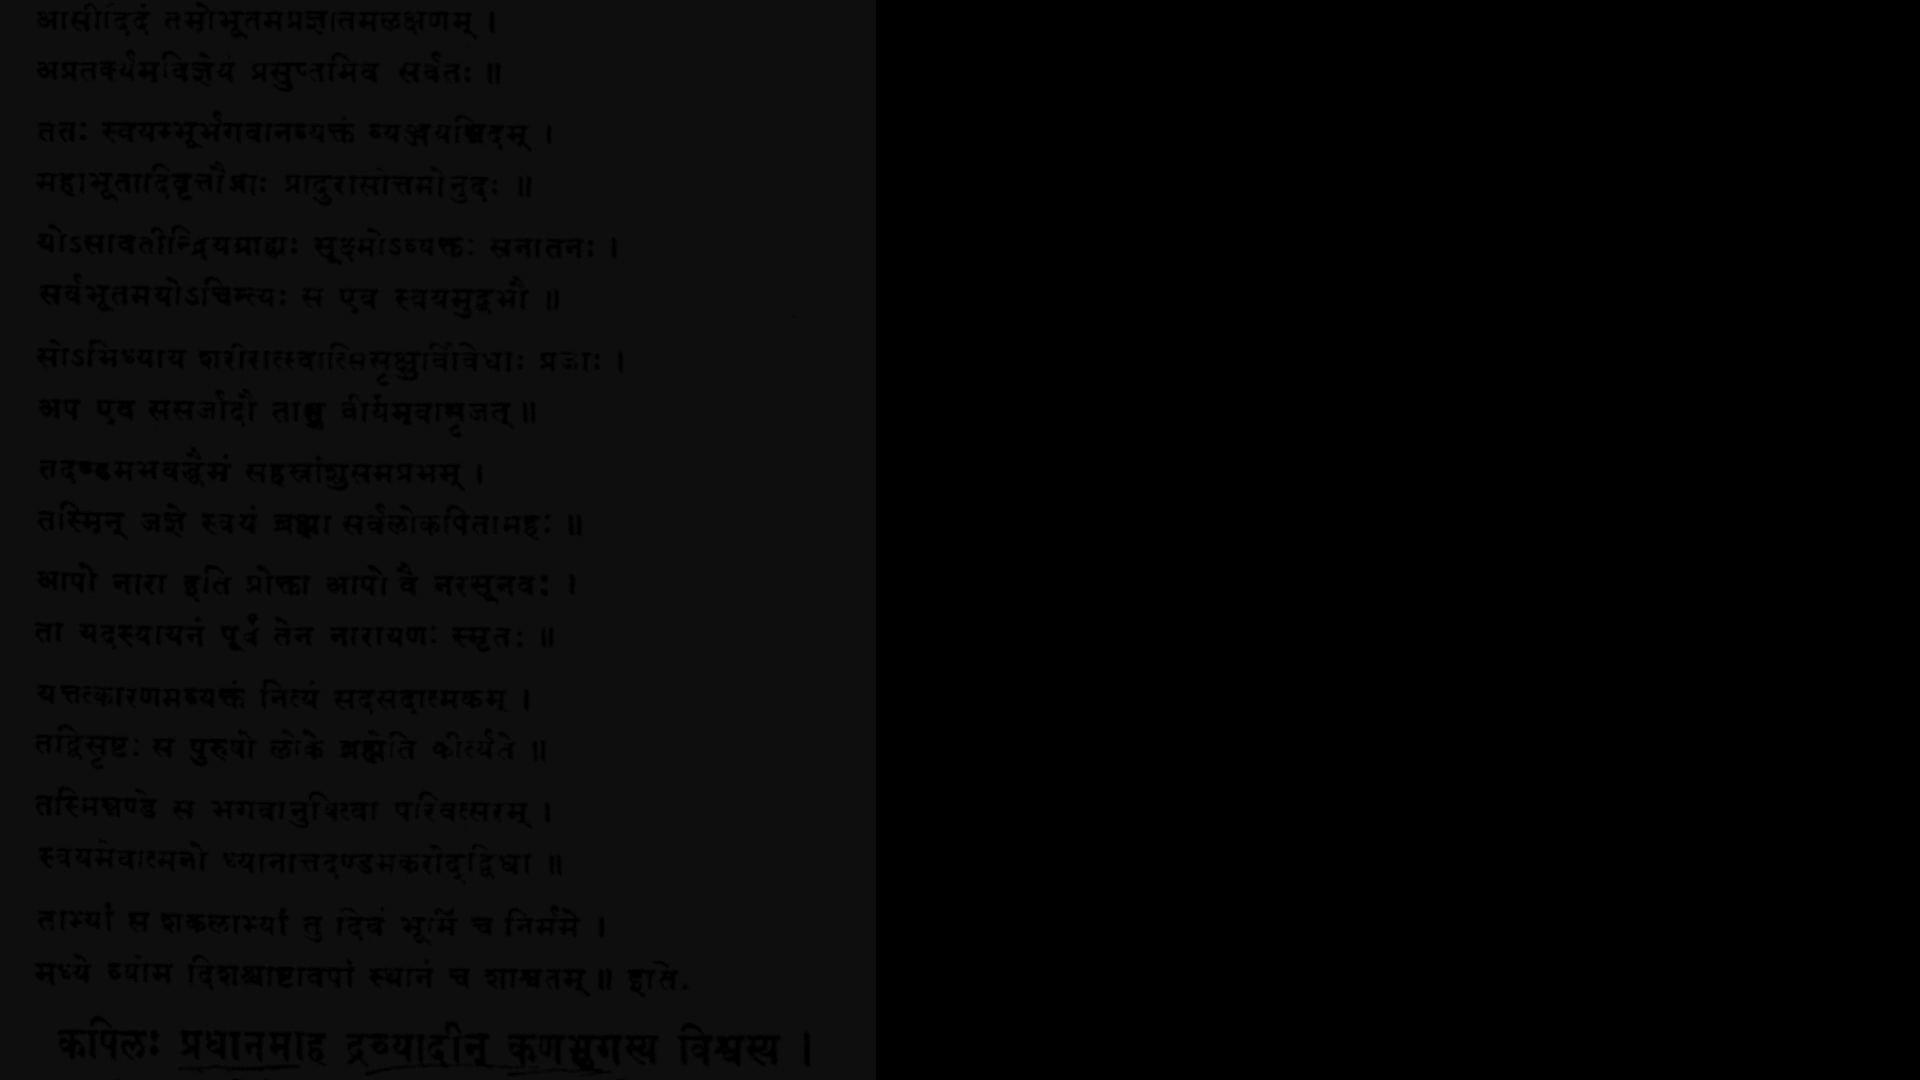 आसीदिदं तमोभूतमप्रज्ञातमलक्षणम् ।
अप्रतर्क्यमविज्ञेयं प्रसुप्तमिव सर्वतः ॥
ततः स्वयम्भूर्भगवानव्यक्तं व्यञ्जयन्निदम् ।
महाभूतादिवृत्तौजाः प्रादुरासोत्तमोनुदः ॥
योऽसावतीन्द्रियग्राह्यः सूक्ष्मोऽव्यक्तः सनातनः ।
सर्वभूतमयोऽचिन्त्यः स एव स्वयमुद्बभौ ॥
सोऽभिध्याय शरीरात्स्वात्सिसृक्षुर्विविधाः प्रजाः ।
अप एव ससर्जादौ तासु वीर्यमवासृजत् ॥
तदण्डमभवद्धैमं सहस्रांशुसमप्रभम् ।
तस्मिन् जज्ञे स्वयं ब्रह्मा सर्वलोकपितामहः ॥
आपो नारा इति प्रोक्ता आपो वै नरसूनवः ।
ता यदस्यायनं पूर्वं तेन नारायणः स्मृतः ॥
यत्तत्कारणमव्यक्तं नित्यं सदसदात्मकम् ।
तद्विसृष्टः स पुरुषो लोके ब्रह्मेति कीर्त्यते ॥
तस्मिन्नण्डे स भगवानुषित्वा परिवत्सरम् ।
स्वयमेवात्मनो ध्यानात्तदण्डमकरोद्द्विधा ॥
ताभ्यां स शकलाभ्यां तु दिवं भूमिं च निर्ममे ।
मध्ये व्योम दिशश्चाष्टावपां स्थानं च शाश्वतम् ॥ इति.
कपिलः प्रधानमाह द्रव्यादीन् कणभुगस्य विश्वस्य ।